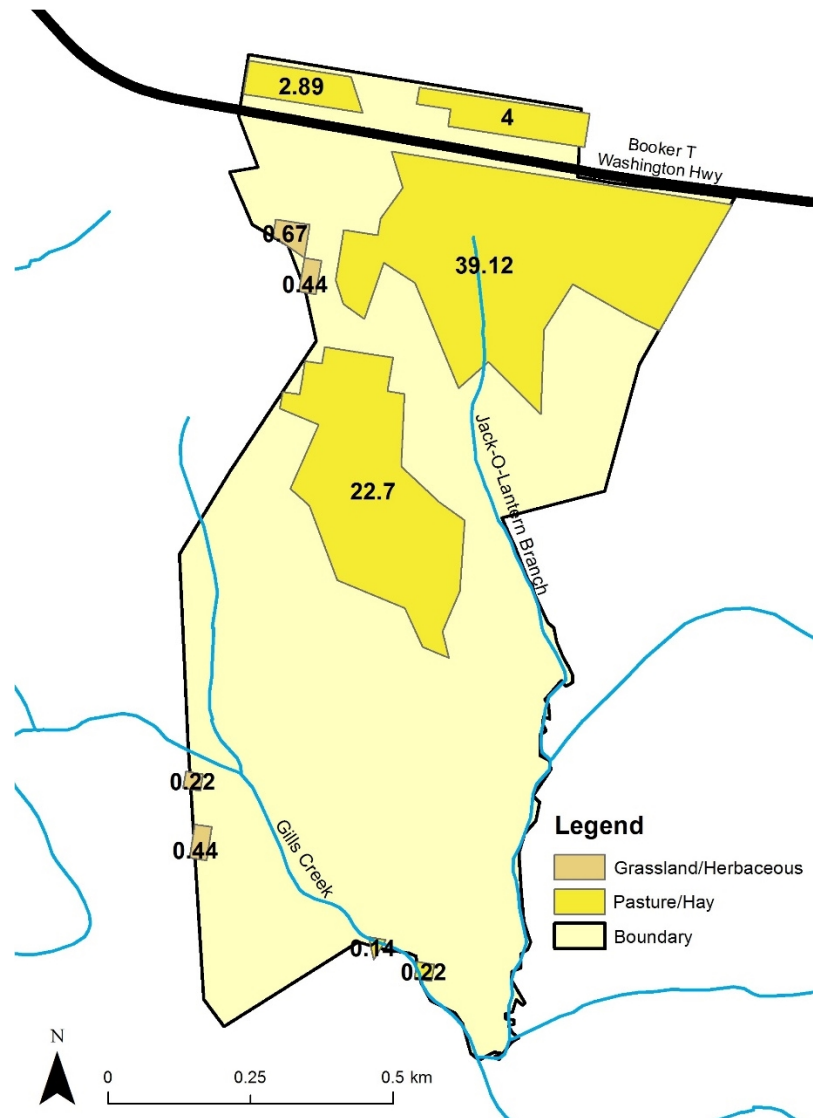 2.89
4
Booker T
Washington Hwy
0.67
39.12
0.44
Jack-O-Lantern Branch
22.7
0.22
Gills Creek
0.44
0.14
0.22
Legend
Grassland/Herbaceous
Pasture/Hay
Boundary
N
0
0.25
0.5 km